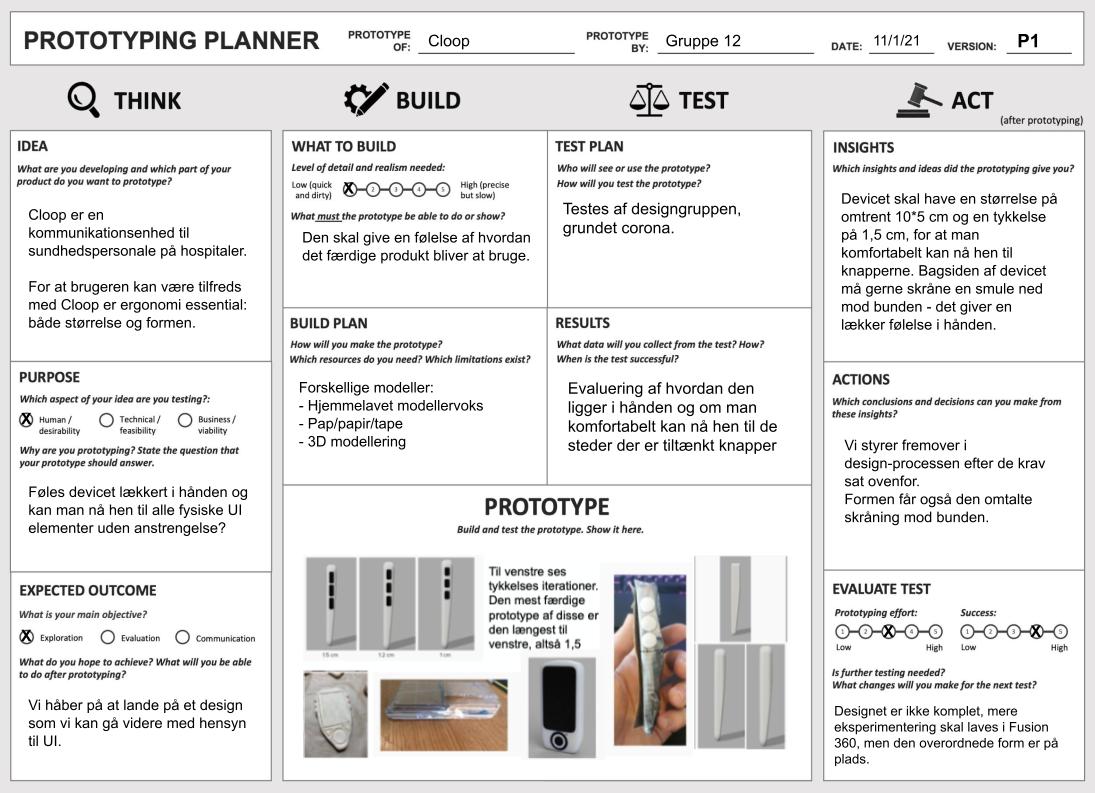 PROTOTYPING PLANNER
PROTOTYPE
OF:
Cloop
PROTOTYPE
BY:
Gruppe 12
DATE:
11/1/21
VERSION:
P1
THINK
BUILD
TEST
ACT
(after prototyping)
IDEA
What are you developing and which part of your
product do you want to prototype?
Cloop er en
kommunikationsenhed til
sundhedspersonale på hospitaler.
For at brugeren kan være tilfreds
med Cloop er ergonomi essential:
både størrelse og formen.
PURPOSE
Which aspect of your idea are you testing?:
X Human /
desirability
Technical /
feasibility
Business /
viability
Why are you prototyping? State the question that
your prototype should answer.
Føles devicet lækkert i hånden og
kan man nå hen til alle fysiske UI
elementer uden anstrengelse?
EXPECTED OUTCOME
What is your main objective?
X Exploration
Evaluation
Communication
What do you hope to achieve? What will you be able
to do after prototyping?
Vi håber på at lande på et design
som vi kan gå videre med hensyn
til UI.
WHAT TO BUILD
Level of detail and realism needed:
Low (quick
and dirty)
X 2 3 4 5
High (precise
but slow)
What must the prototype be able to do or show?
Den skal give en følelse af hvordan
det færdige produkt bliver at bruge.
BUILD PLAN
How will you make the prototype?
Which resources do you need? Which limitations exist?
Forskellige modeller:
- Hjemmelavet modellervoks
- Pap/papir/tape
- 3D modellering
TEST PLAN
Who will see or use the prototype?
How will you test the prototype?
Testes af designgruppen,
grundet corona.
RESULTS
What data will you collect from the test? How?
When is the test successful?
Evaluering af hvordan den
ligger i hånden og om man
komfortabelt kan nå hen til de
steder der er tiltænkt knapper
PROTOTYPE
Build and test the prototype. Show it here.
15 cm
12 cm
1cm
Til venstre ses
tykkelses iterationer.
Den mest færdige
prototype af disse er
den længest til
venstre, altså 1,5
INSIGHTS
Which insights and ideas did the prototyping give you?
Devicet skal have en størrelse på
omtrent 10*5 cm og en tykkelse
på 1,5 cm, for at man
komfortabelt kan nå hen til
knapperne. Bagsiden af devicet
må gerne skråne en smule ned
mod bunden - det giver en
lækker følelse i hånden.
ACTIONS
Which conclusions and decisions can you make from
these insights?
Vi styrer fremover i
design-processen efter de krav
sat ovenfor.
Formen får også den omtalte
skråning mod bunden.
EVALUATE TEST
Prototyping effort:
1 2 X 4 5
Low
High
Success:
1 2 3 X 5
Low
High
Is further testing needed?
What changes will you make for the next test?
Designet er ikke komplet, mere
eksperimentering skal laves i Fusion
360, men den overordnede form er på
plads.